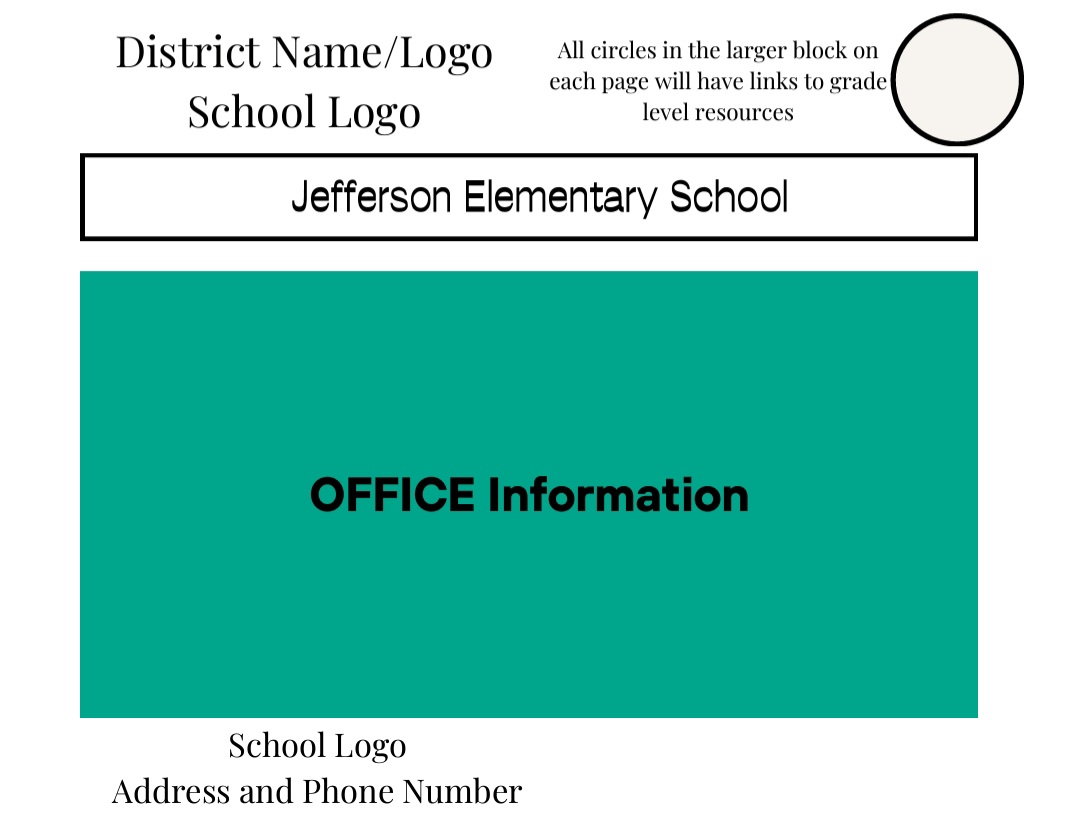 District Name/Logo
School Logo
All circles in the larger block on
each page will have links to grade
level resources
Jefferson Elementary School
OFFICE Information
School Logo
Address and Phone Number